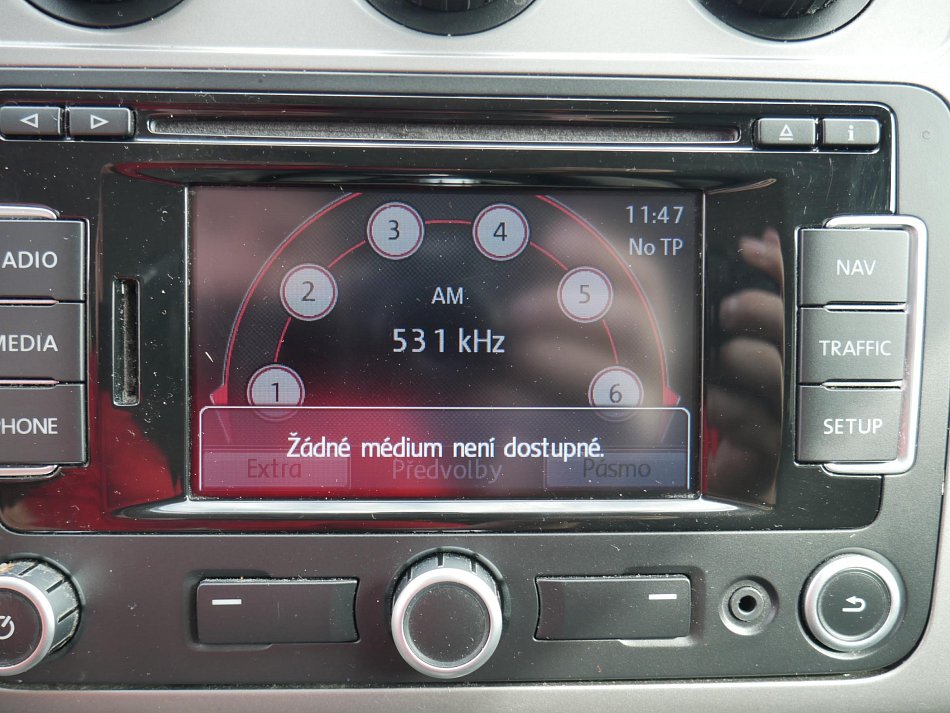 3 4
11:47
No TP
2 5
AM
531 kHz
1 6
Žádné médium není dostupné.
Extra Předvolby Pásmo
ADIO
MEDIA
PHONE
NAV
TRAFFIC
SETUP
i